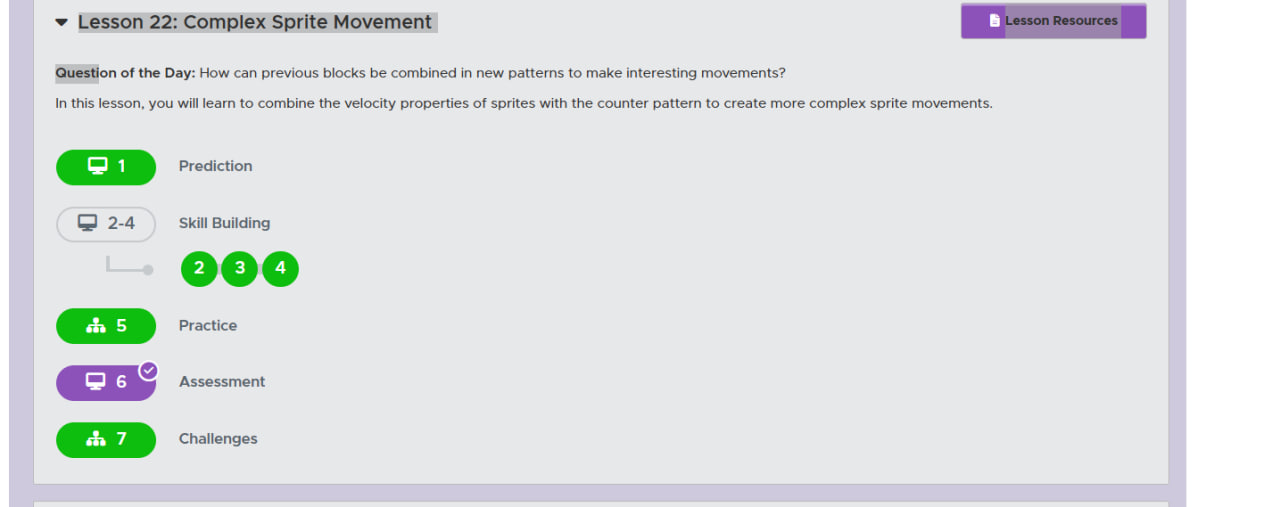 Lesson 22: Complex Sprite Movement
Lesson Resources
Question of the Day: How can previous blocks be combined in new patterns to make interesting movements?
In this lesson, you will learn to combine the velocity properties of sprites with the counter pattern to create more complex sprite movements.
1 Prediction
2-4 Skill Building
2 3 4
5 Practice
6 Assessment
7 Challenges